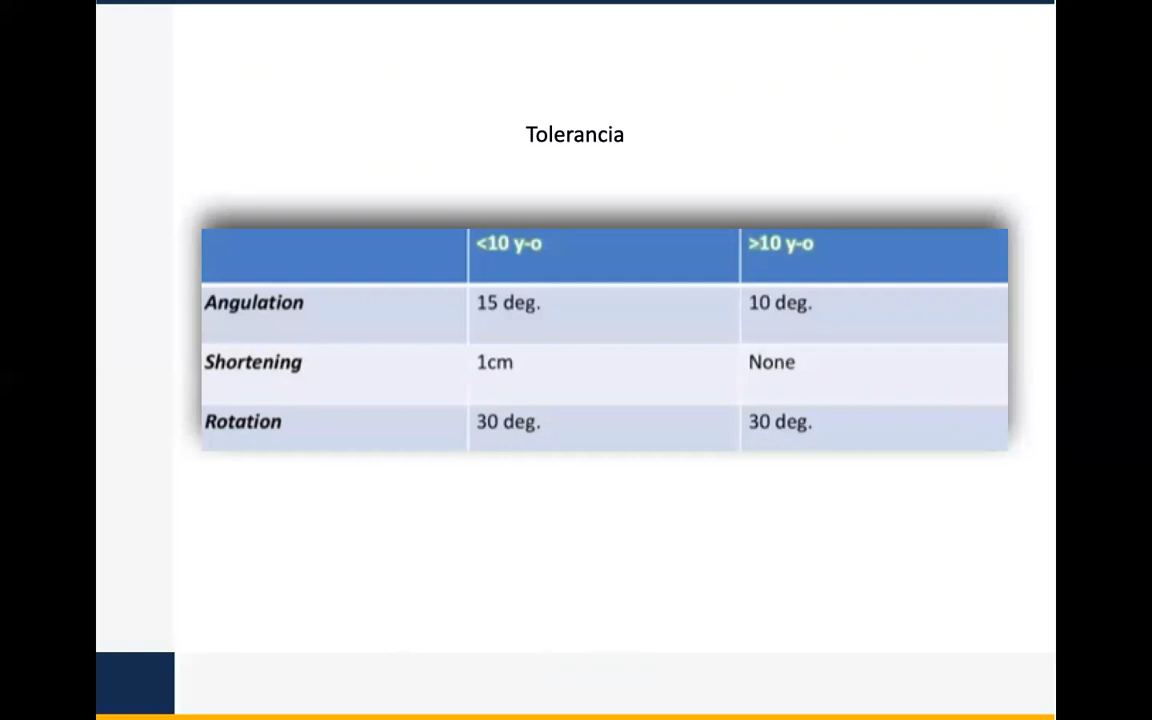 Tolerancia
<10 y-o >10 y-o
Angulation 15 deg. 10 deg.
Shortening 1cm None
Rotation 30 deg. 30 deg.